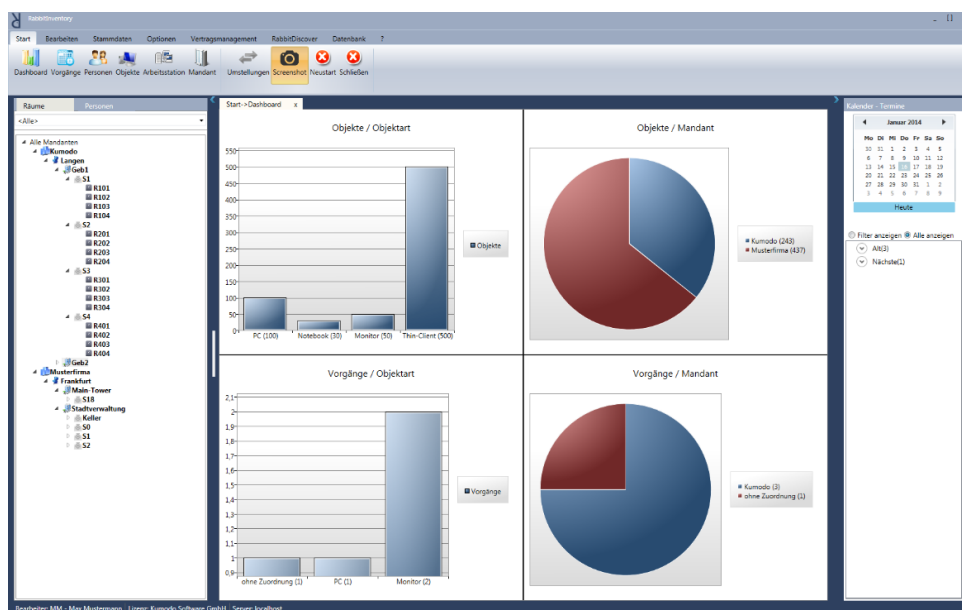 RabbitInventory
Start Bearbeiten Stammdaten Optionen Vertragsmanagement RabbitDiscover Datenbank ?
Dashboard Vorgänge Personen Objekte Arbeitsstation Mandant Umstellungen Screenshot Neustart Schließen
Räume Personen
<Alle>
Alle Mandanten
Kumodo
Langen
Geb1
S1
R101
R102
R103
R104
S2
R201
R202
R203
R204
S3
R301
R302
R303
R304
S4
R401
R402
R403
R404
Geb2
Musterfirma
Frankfurt
Main-Tower
S18
Stadtverwaltung
Keller
S0
S1
S2
Start->Dashboard x
Objekte / Objektart
550
500
450
400
350
300
250
200
150
100
50
0
PC (100) Notebook (30) Monitor (50) Thin-Client (500)
Objekte
Objekte / Mandant
Kumodo (243)
Musterfirma (437)
Vorgänge / Objektart
2,1
2
1,9
1,8
1,7
1,6
1,5
1,4
1,3
1,2
1,1
1
0,9
ohne Zuordnung (1) PC (1) Monitor (2)
Vorgänge
Vorgänge / Mandant
Kumodo (3)
ohne Zuordnung (1)
Kalender - Termine
Januar 2014
Mo Di Mi Do Fr Sa So
30 31 1 2 3 4 5
6 7 8 9 10 11 12
13 14 15 16 17 18 19
20 21 22 23 24 25 26
27 28 29 30 31 1 2
3 4 5 6 7 8 9
Heute
Filter anzeigen Alle anzeigen
Alt(3)
Nächste(1)
Bearbeiter: MM - Max Mustermann Lizenz: Kumodo Software GmbH Server: localhost